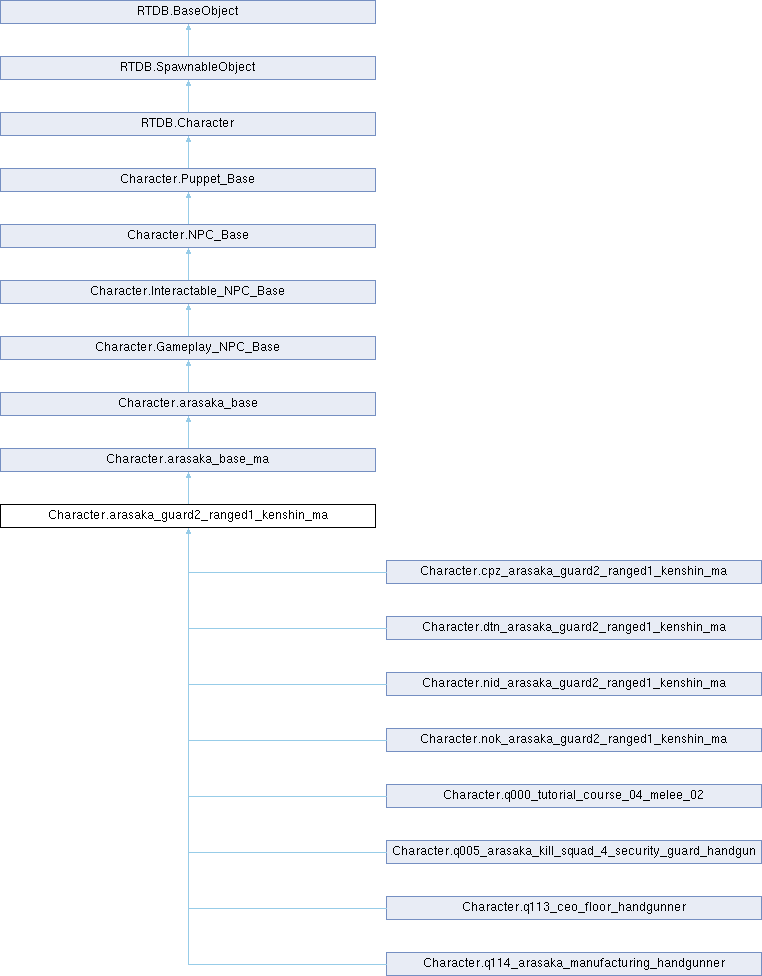 RTDB.BaseObject
RTDB.SpawnableObject
RTDB.Character
Character.Puppet_Base
Character.NPC_Base
Character.Interactable_NPC_Base
Character.Gameplay_NPC_Base
Character.arasaka_base
Character.arasaka_base_ma
Character.arasaka_guard2_ranged1_kenshin_ma
Character.cpz_arasaka_guard2_ranged1_kenshin_ma
Character.dtn_arasaka_guard2_ranged1_kenshin_ma
Character.nid_arasaka_guard2_ranged1_kenshin_ma
Character.nok_arasaka_guard2_ranged1_kenshin_ma
Character.q000_tutorial_course_04_melee_02
Character.q005_arasaka_kill_squad_4_security_guard_handgun
Character.q113_ceo_floor_handgunner
Character.q114_arasaka_manufacturing_handgunner